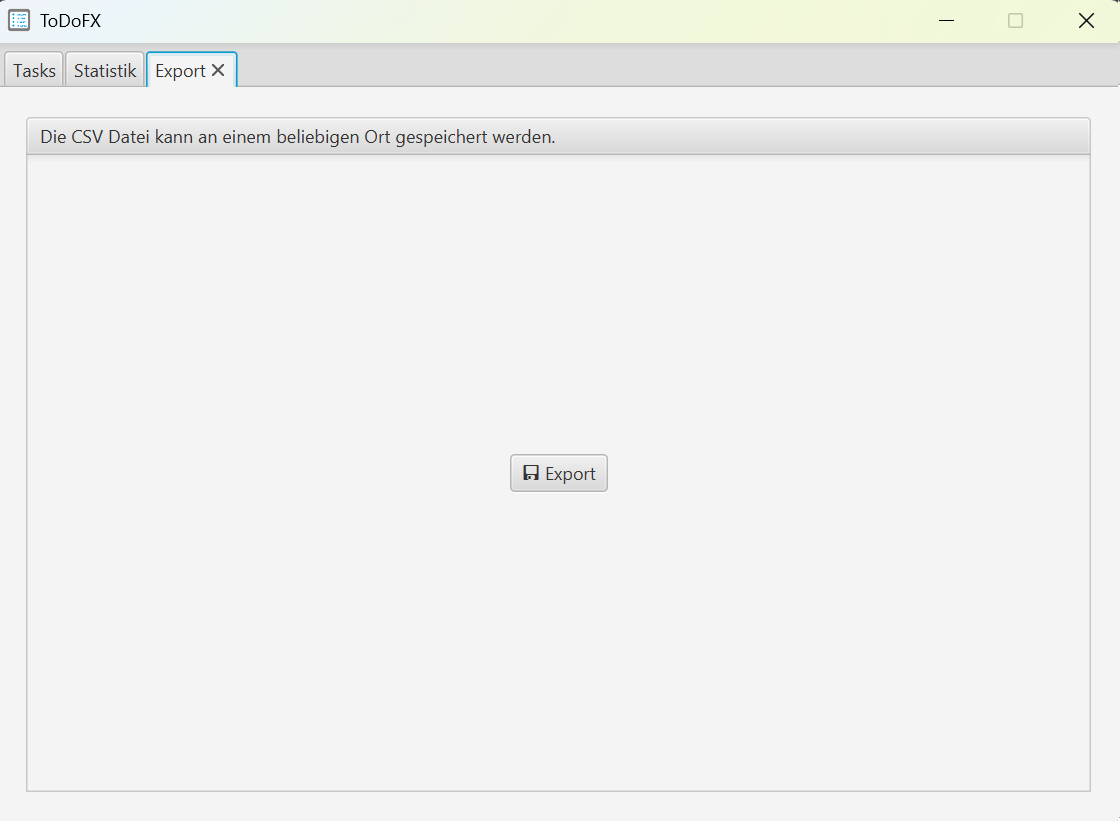 ToDoFX
Tasks Statistik Export
Die CSV Datei kann an einem beliebigen Ort gespeichert werden.
Export